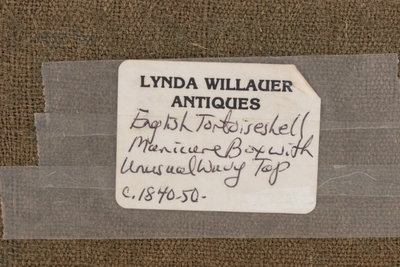 LYNDA WILLAUER
ANTIQUES
English Tortoiseshell
Manicure Box with
Unusual Wavy Top
c.1840-50-